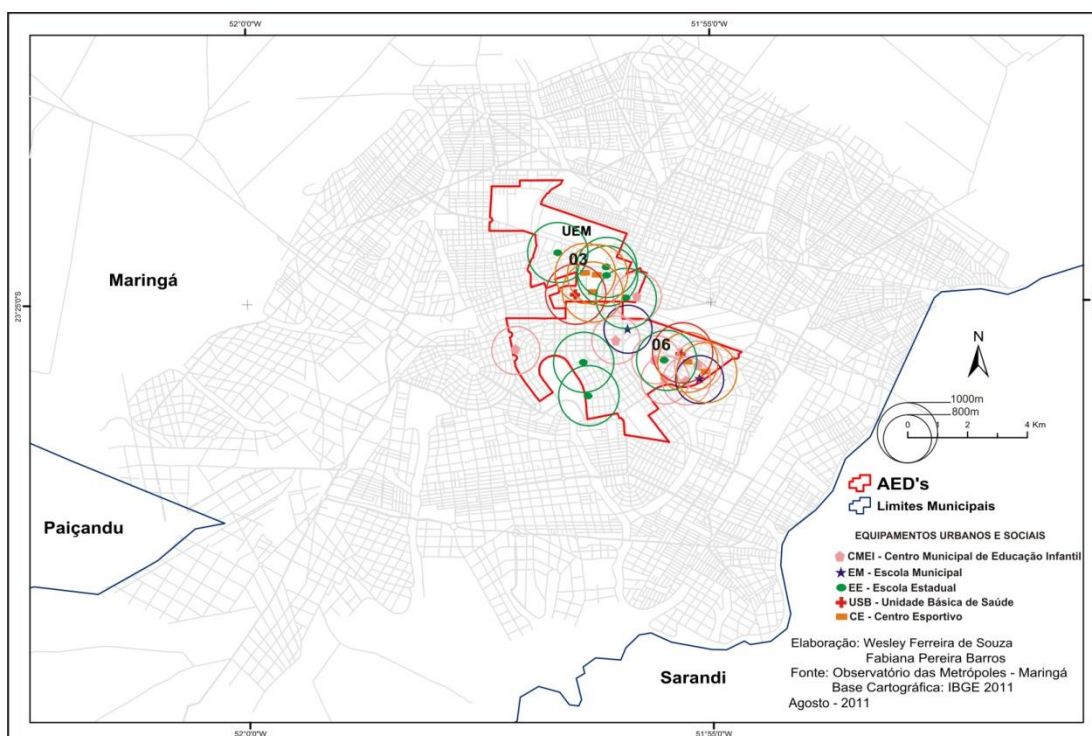 52°0'0"W
51°55'0"W
UEM
03
Maringá
23°25'0"S
06
N
1000m
800m
0 2 4 Km
AED's
Limites Municipais
Paiçandu
EQUIPAMENTOS URBANOS E SOCIAIS
CMEI - Centro Municipal de Educação Infantil
EM - Escola Municipal
EE - Escola Estadual
USB - Unidade Básica de Saúde
CE - Centro Esportivo
Elaboração: Wesley Ferreira de Souza
Fabiana Pereira Barros
Fonte: Observatório das Metrópoles - Maringá
Base Cartográfica: IBGE 2011
Agosto - 2011
Sarandi
52°0'0"W
51°55'0"W